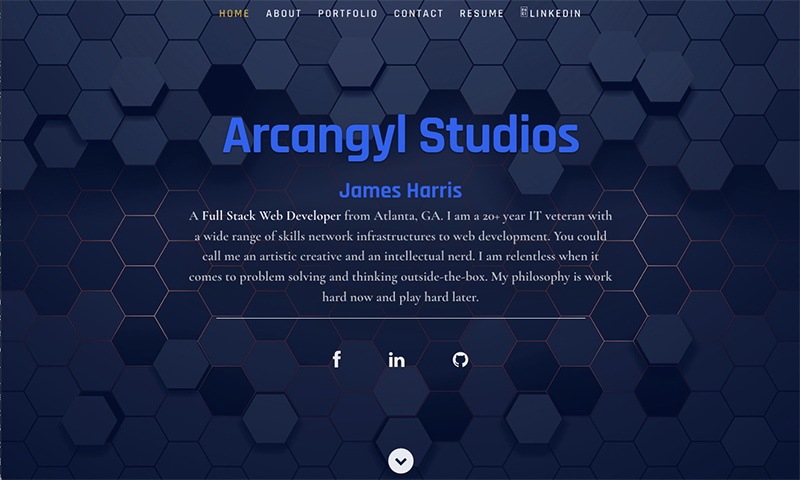 HOME ABOUT PORTFOLIO CONTACT RESUME LINKEDIN
Arcangyl Studios
James Harris
A Full Stack Web Developer from Atlanta, GA. I am a 20+ year IT veteran with
a wide range of skills network infrastructures to web development. You could
call me an artistic creative and an intellectual nerd. I am relentless when it
comes to problem solving and thinking outside-the-box. My philosophy is work
hard now and play hard later.